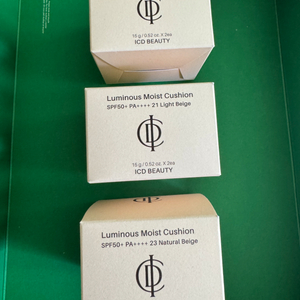 15 g / 0.52 oz. X 2ea
ICD BEAUTY
Luminous Moist Cushion
SPF50+ PA++++ 21 Light Beige
15 g / 0.52 oz. X 2ea
ICD BEAUTY
Luminous Moist Cushion
SPF50+ PA++++ 23 Natural Beige